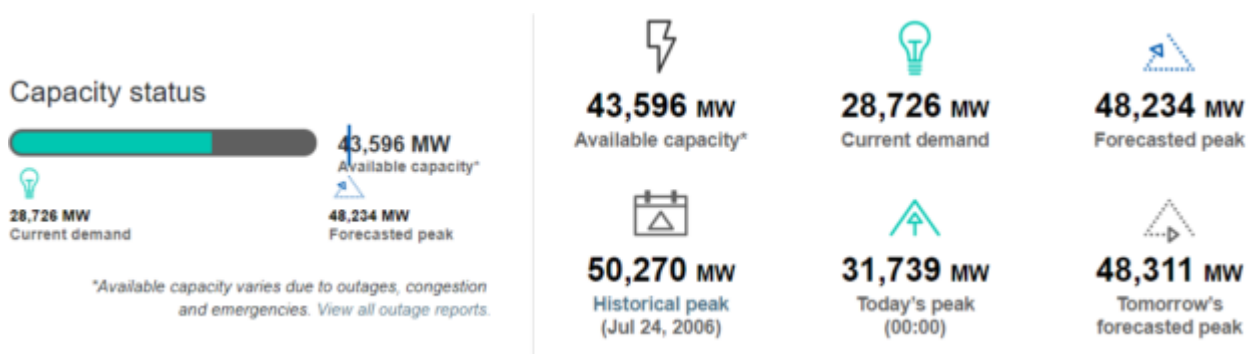 Capacity status
43,596 MW
Available capacity*
28,726 MW
Current demand
48,234 MW
Forecasted peak
*Available capacity varies due to outages, congestion
and emergencies. View all outage reports.
43,596 MW
Available capacity*
28,726 MW
Current demand
48,234 MW
Forecasted peak
50,270 MW
Historical peak
(Jul 24, 2006)
31,739 MW
Today's peak
(00:00)
48,311 MW
Tomorrow's
forecasted peak